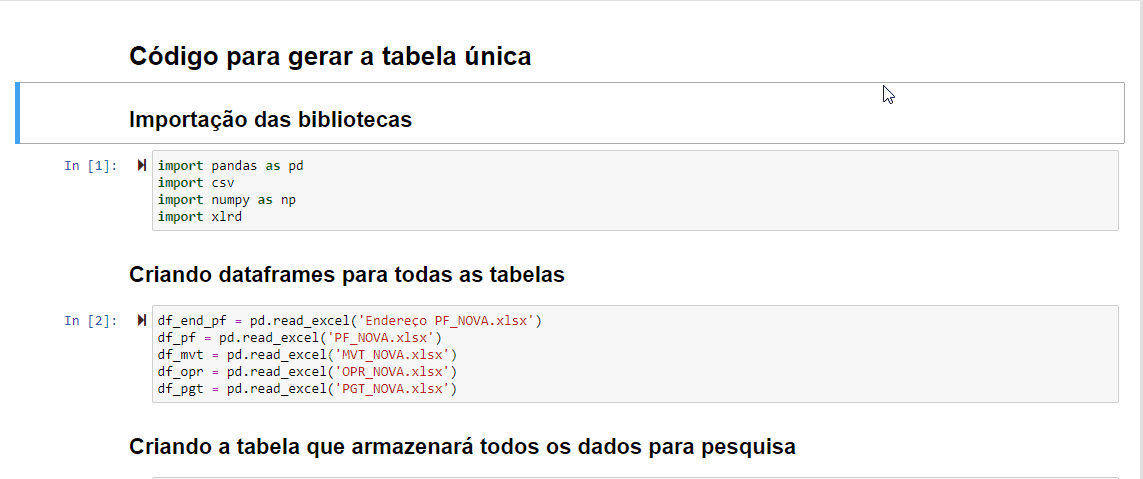 Código para gerar a tabela única
Importação das bibliotecas
In [1]:
import pandas as pd
import csv
import numpy as np
import xlrd
Criando dataframes para todas as tabelas
In [2]:
df_end_pf = pd.read_excel('Endereço PF_NOVA.xlsx')
df_pf = pd.read_excel('PF_NOVA.xlsx')
df_mvt = pd.read_excel('MVT_NOVA.xlsx')
df_opr = pd.read_excel('OPR_NOVA.xlsx')
df_pgt = pd.read_excel('PGT_NOVA.xlsx')
Criando a tabela que armazenará todos os dados para pesquisa